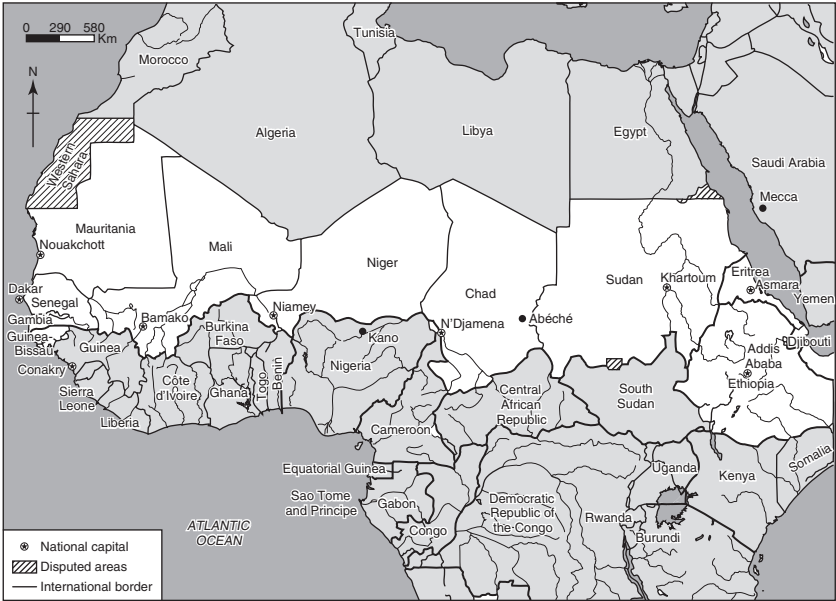 0 290 580
Km
Tunisia
Morocco
N
Algeria
Libya
Egypt
Western
Sahara
Saudi Arabia
Mecca
Mauritania
Nouakchott
Mali
Niger
Chad
Sudan
Khartoum
Eritrea
Asmara
Yemen
Dakar
Senegal
Gambia
Guinea-
Bissau
Bamako
Niamey
N'Djamena
Abéché
Djibouti
Burkina
Faso
Kano
Guinea
Nigeria
Addis
Ababa
Ethiopia
Conakry
Sierra
Leone
Côte
d'Ivoire
Ghana
Togo
Benin
Central
African
Republic
South
Sudan
Liberia
Cameroon
Somalia
Equatorial Guinea
Uganda
Kenya
Sao Tome
and Principe
Gabon
Congo
Democratic
Republic of
the Congo
Rwanda
Burundi
ATLANTIC
OCEAN
National capital
Disputed areas
International border